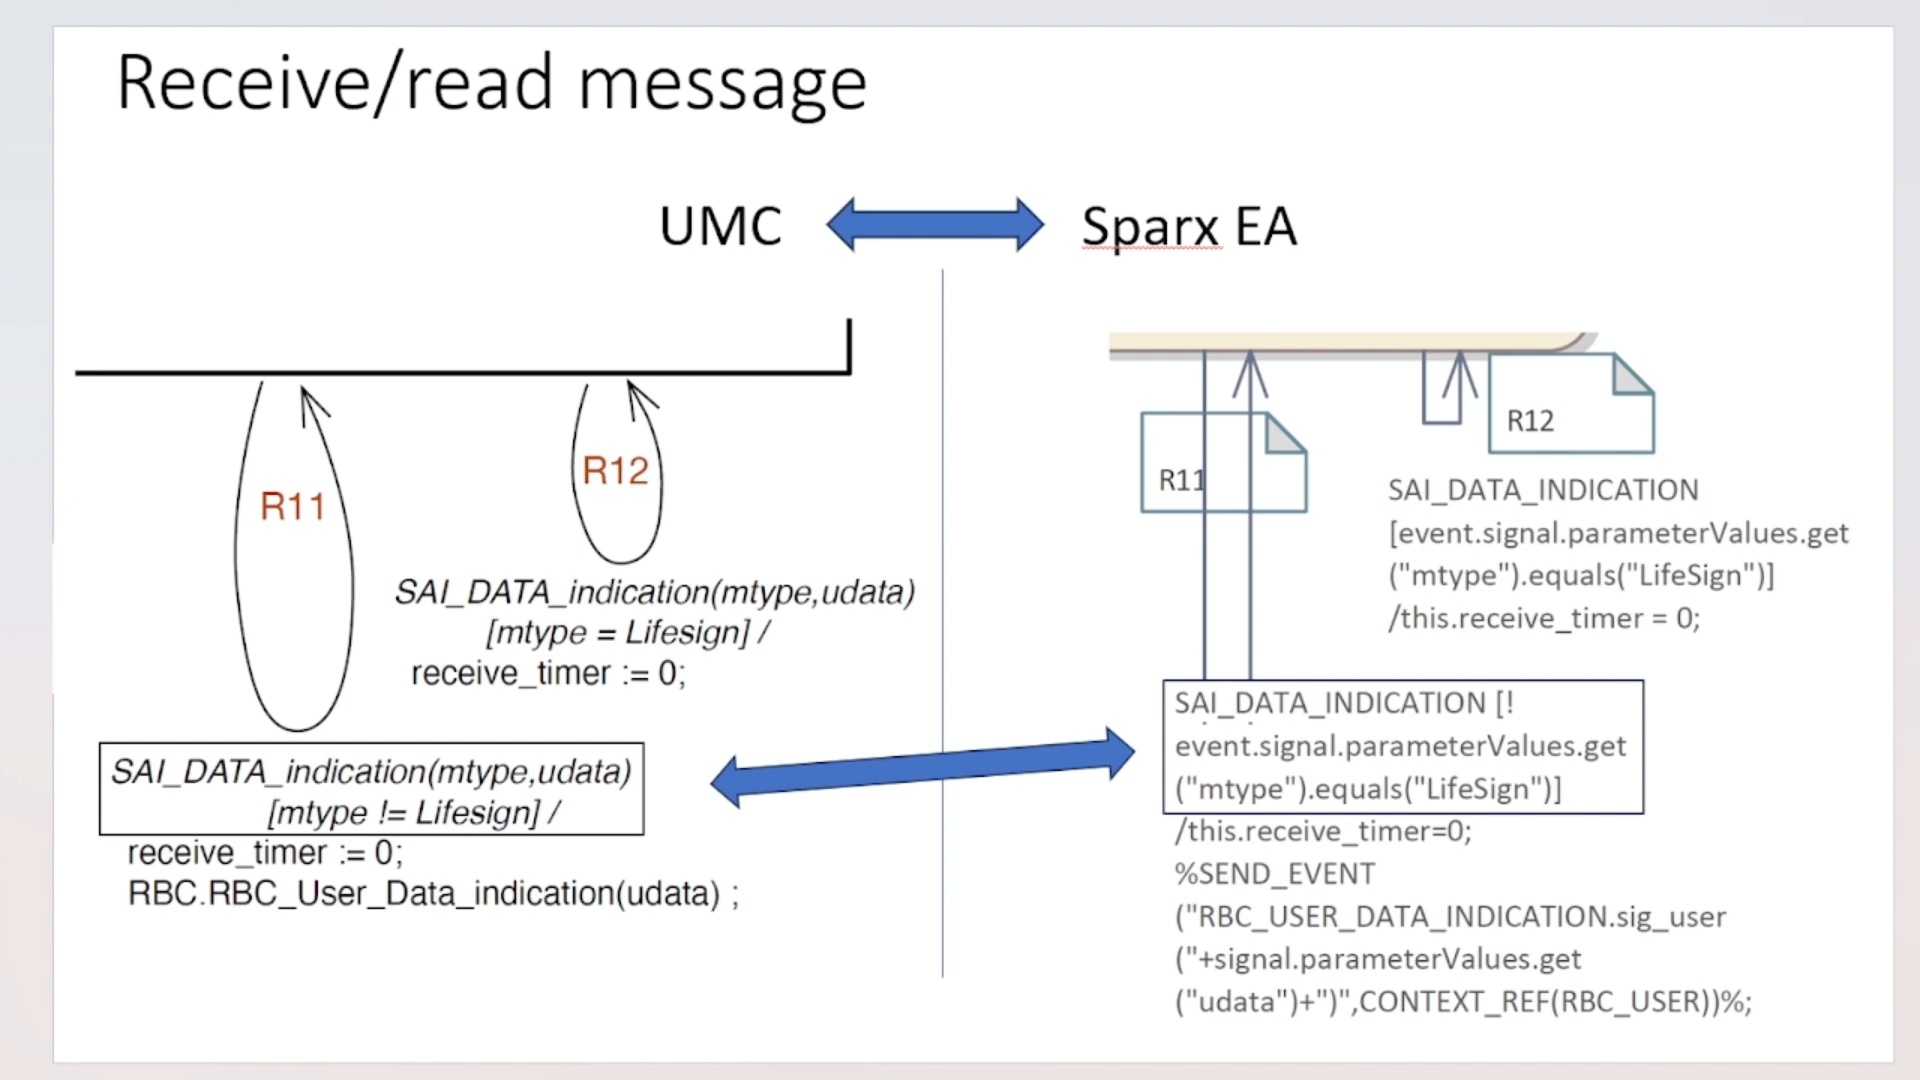 Receive/read message
UMC
Sparx EA
R11
R12
SAI_DATA_indication(mtype,udata)
[mtype = Lifesign] /
receive_timer := 0;
SAI_DATA_indication(mtype,udata)
[mtype != Lifesign] /
receive_timer := 0;
RBC.RBC_User_Data_indication(udata) ;
R11
R12
SAI_DATA_INDICATION
[event.signal.parameterValues.get
("mtype").equals("LifeSign")]
/this.receive_timer = 0;
SAI_DATA_INDICATION [!
event.signal.parameterValues.get
("mtype").equals("LifeSign")]
/this.receive_timer=0;
%SEND_EVENT
("RBC_USER_DATA_INDICATION.sig_user
("+signal.parameterValues.get
("udata")+")",CONTEXT_REF(RBC_USER))%;